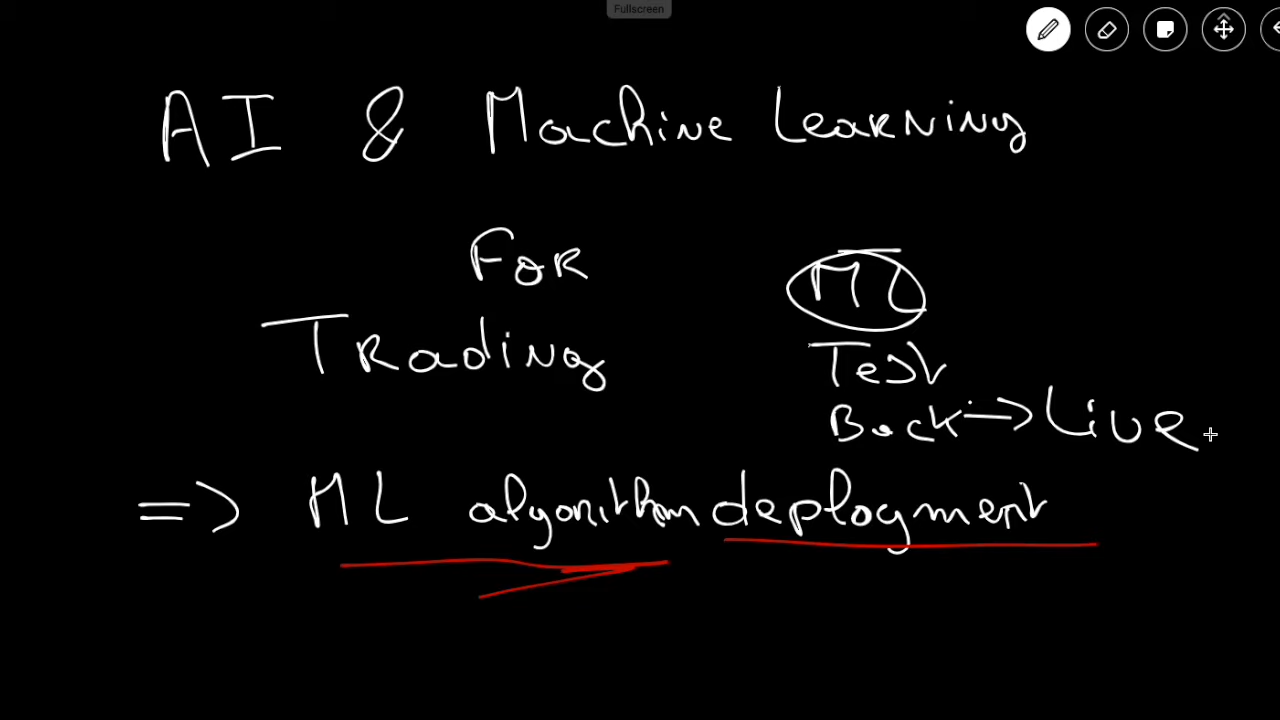 Fullscreen
AI & Machine Learning
For
Trading
ML
Test
Back → Live
=> ML algorithm deployment